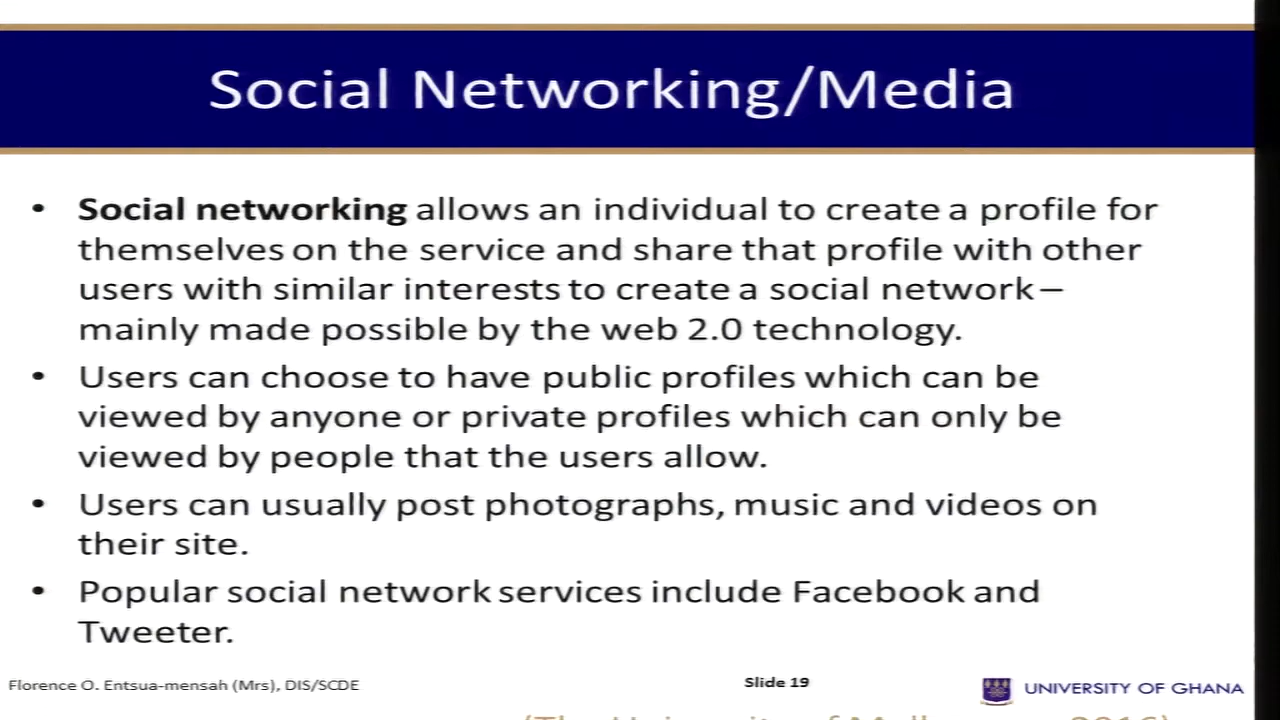 Social Networking/Media
• Social networking allows an individual to create a profile for
themselves on the service and share that profile with other
users with similar interests to create a social network –
mainly made possible by the web 2.0 technology.
• Users can choose to have public profiles which can be
viewed by anyone or private profiles which can only be
viewed by people that the users allow.
• Users can usually post photographs, music and videos on
their site.
• Popular social network services include Facebook and
Tweeter.
Florence O. Entsua-mensah (Mrs), DIS/SCDE
Slide 19
UNIVERSITY OF GHANA